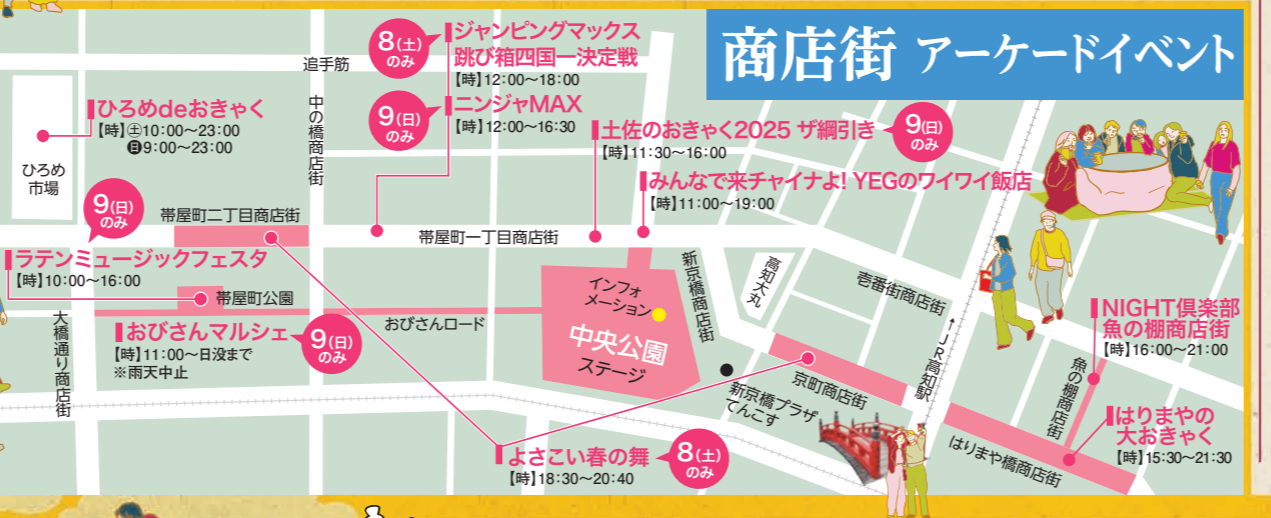 商店街 アーケードイベント
8(土)
のみ
ジャンピングマックス
跳び箱四国一決定戦
【時】12:00〜18:00
9(日)
のみ
ニンジャMAX
【時】12:00〜16:30
追手筋
中の橋商店街
ひろめdeおきゃく
【時】㊏10:00〜23:00
日9:00〜23:00
ひろめ
市場
土佐のおきゃく2025 ザ綱引き
9(日)
のみ
【時】11:30〜16:00
みんなで来チャイナよ! YEGのワイワイ飯店
【時】11:00〜19:00
9(日)
のみ
帯屋町二丁目商店街
帯屋町一丁目商店街
ラテンミュージックフェスタ
【時】10:00〜16:00
帯屋町公園
おびさんマルシェ
9(日)
のみ
【時】11:00〜日没まで
※雨天中止
おびさんロード
大橋通り商店街
インフォ
メーション
中央公園
ステージ
新京橋商店街
高知大丸
壱番街商店街
↑JR高知駅
新京橋プラザ
てんこす
京町商店街
NIGHT倶楽部
魚の棚商店街
【時】16:00〜21:00
魚の棚商店街
はりまやの
大おきゃく
【時】15:30〜21:30
はりまや橋商店街
よさこい春の舞
8(土)
のみ
【時】18:30〜20:40